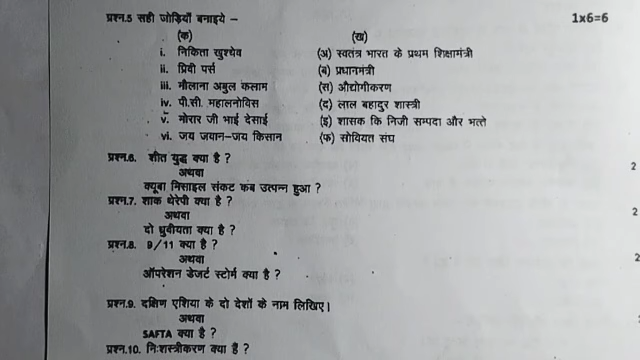 प्रश्न.5 सही जोड़ियाँ बनाइये – 1x6=6
(क) (ख)
i. निकिता खुश्चेव (अ) स्वतंत्र भारत के प्रथम शिक्षामंत्री
ii. प्रिवी पर्स (ब) प्रधानमंत्री
iii. मौलाना अबुल कलाम (स) औद्योगीकरण
iv. पी.सी. महालनोविस (द) लाल बहादुर शास्त्री
v. मोरार जी भाई देसाई (इ) शासक कि निजी सम्पदा और भत्ते
vi. जय जवान–जय किसान (फ) सोवियत संघ
प्रश्न.6. शीत युद्ध क्या है ?
अथवा 2
क्यूबा मिसाइल संकट कब उत्पन्न हुआ ?
प्रश्न.7. शाक थेरेपी क्या है ?
अथवा 2
दो ध्रुवीयता क्या है ?
प्रश्न.8. 9/11 क्या है ?
अथवा 2
ऑपरेशन डेजर्ट स्टोर्म क्या है ?
प्रश्न.9. दक्षिण एशिया के दो देशों के नाम लिखिए।
अथवा
SAFTA क्या है ?
प्रश्न.10. निःशस्त्रीकरण क्या है ?